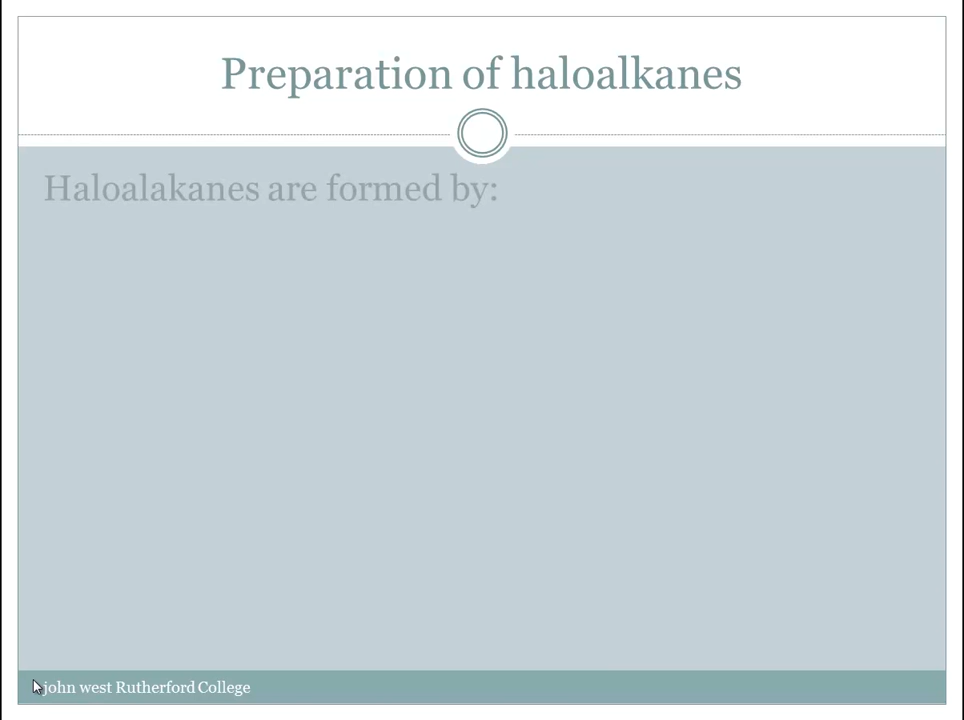 Preparation of haloalkanes
Haloalakanes are formed by:
john west Rutherford College